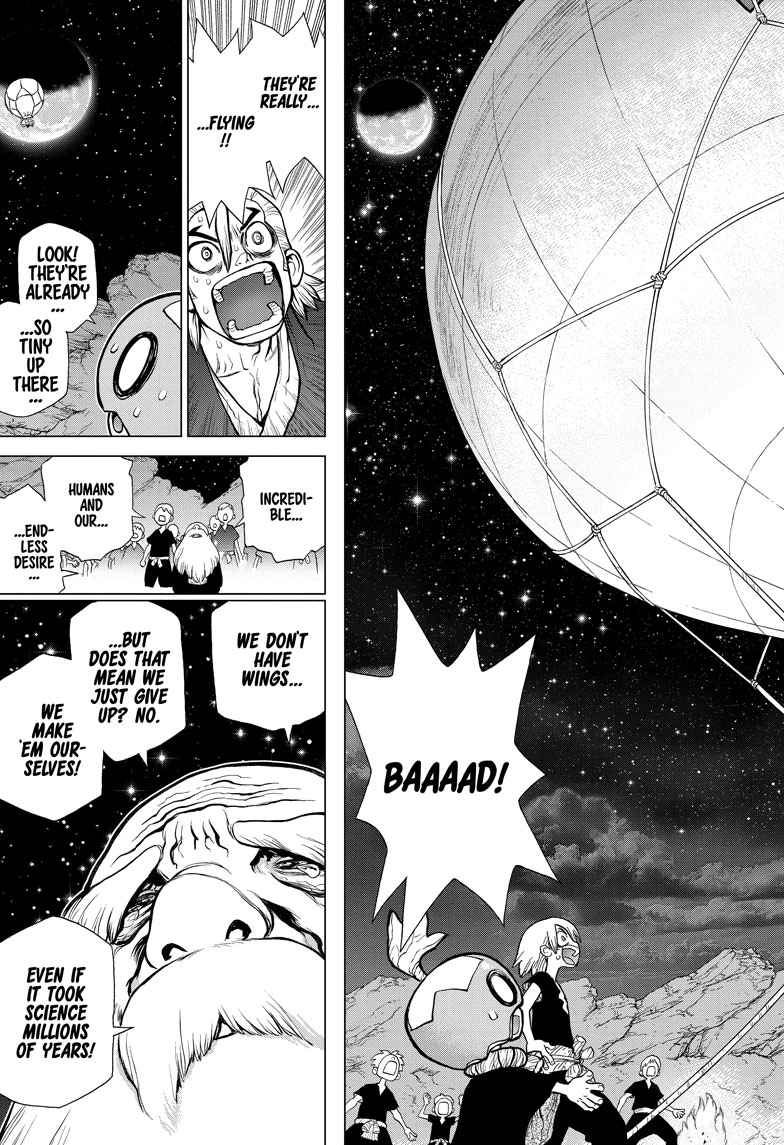 BAAAAD!
THEY'RE
REALLY...
...FLYING
!!
LOOK!
THEY'RE
ALREADY
...
...SO
TINY
UP
THERE
...
INCREDI-
BLE...
HUMANS
AND
OUR...
...END-
LESS
DESIRE
...
WE DON'T
HAVE
WINGS...
...BUT
DOES THAT
MEAN WE
JUST GIVE
UP? NO.
WE
MAKE
'EM OUR-
SELVES!
EVEN IF
IT TOOK
SCIENCE
MILLIONS
OF YEARS!